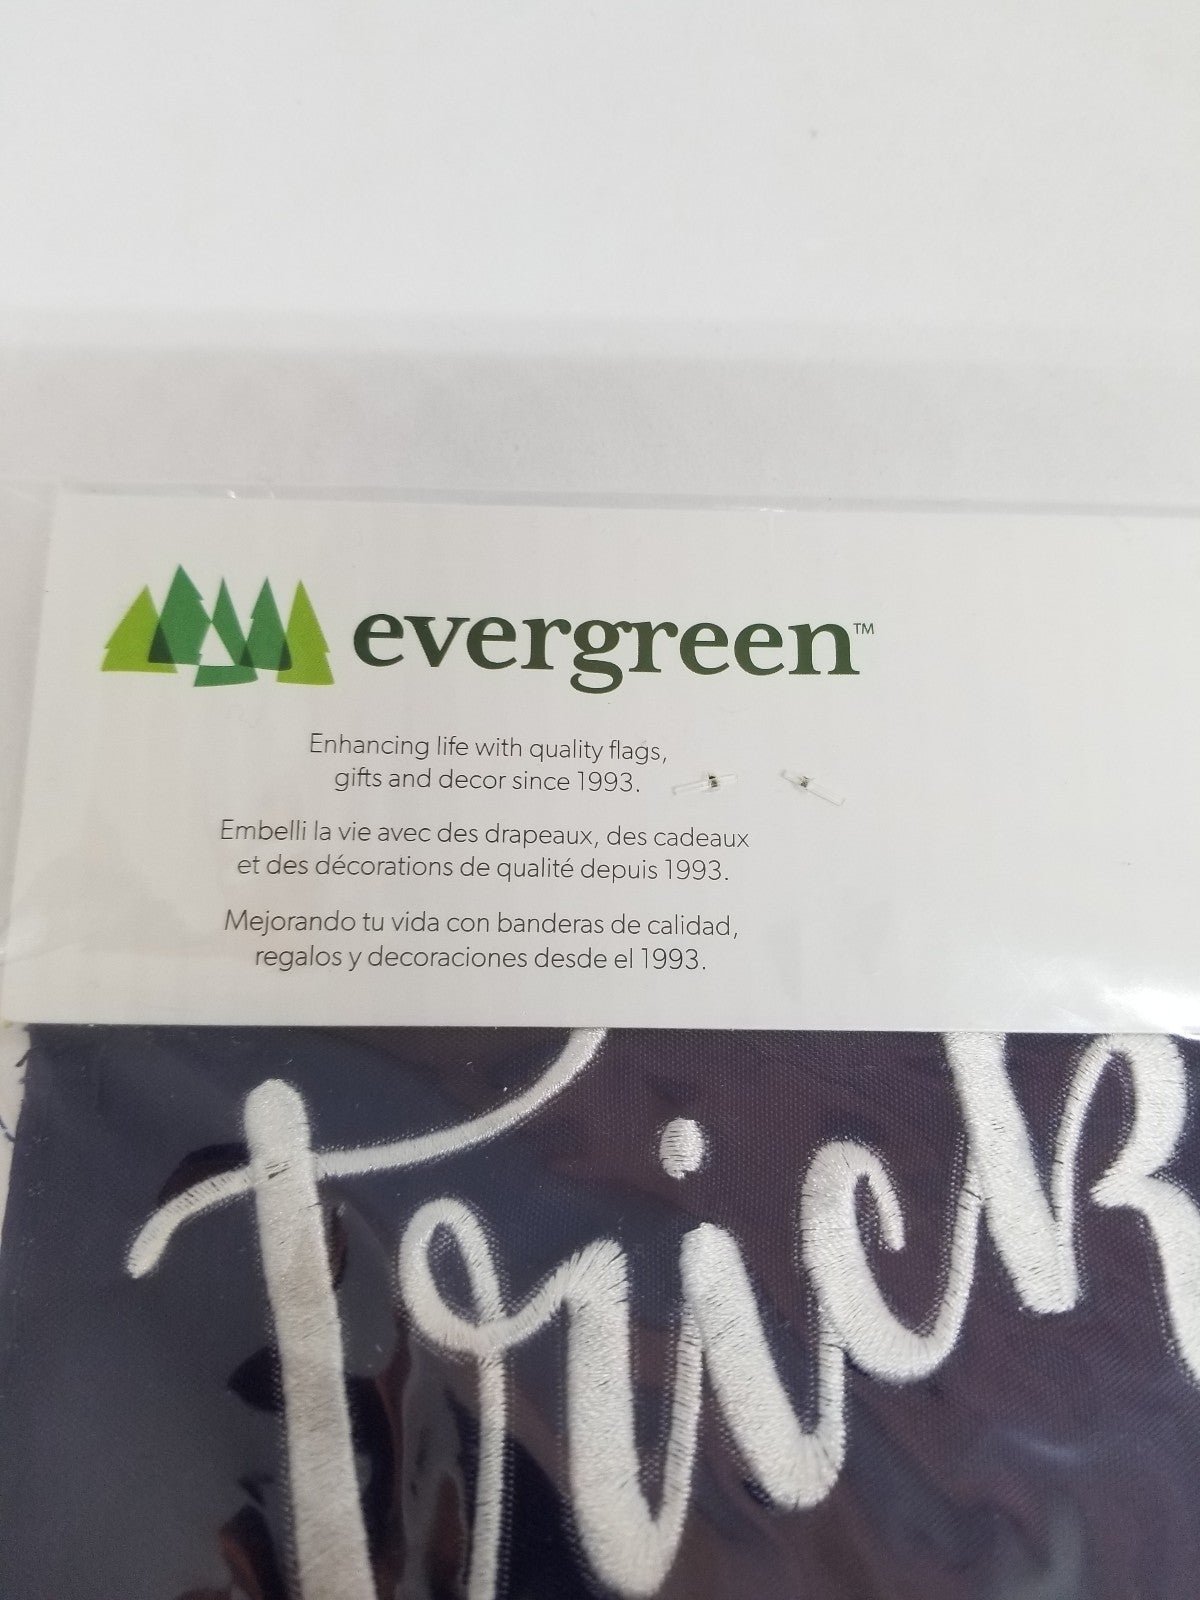 evergreen™
Enhancing life with quality flags,
gifts and decor since 1993.
Embelli la vie avec des drapeaux, des cadeaux
et des décorations de qualité depuis 1993.
Mejorando tu vida con banderas de calidad,
regalos y decoraciones desde el 1993.
Trick